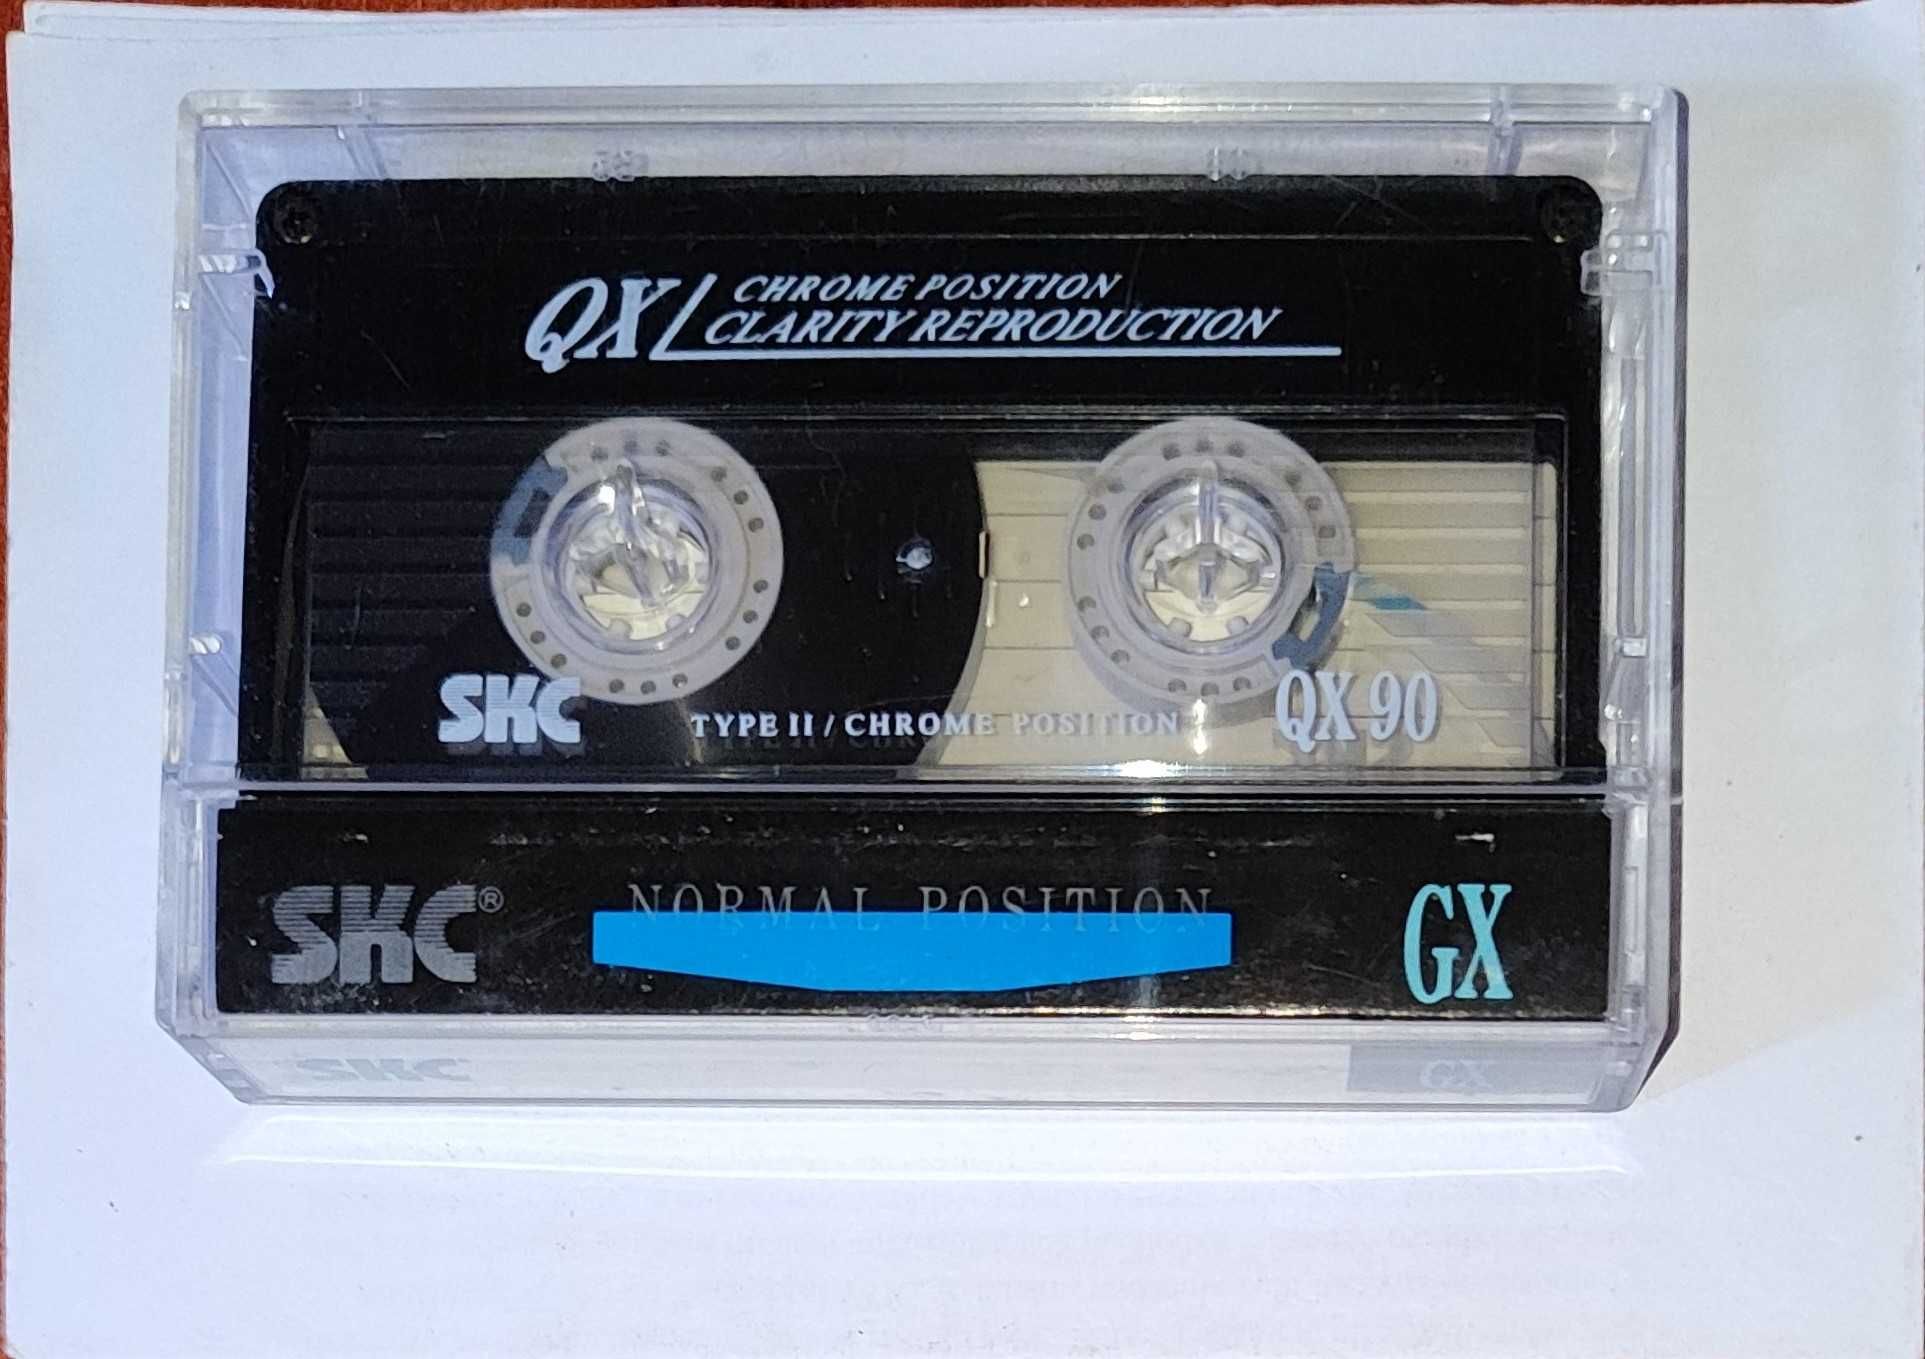 QX CHROME POSITION
CLARITY REPRODUCTION
SKC TYPE II / CHROME POSITION QX 90
SKC® NORMAL POSITION GX
SKC GX